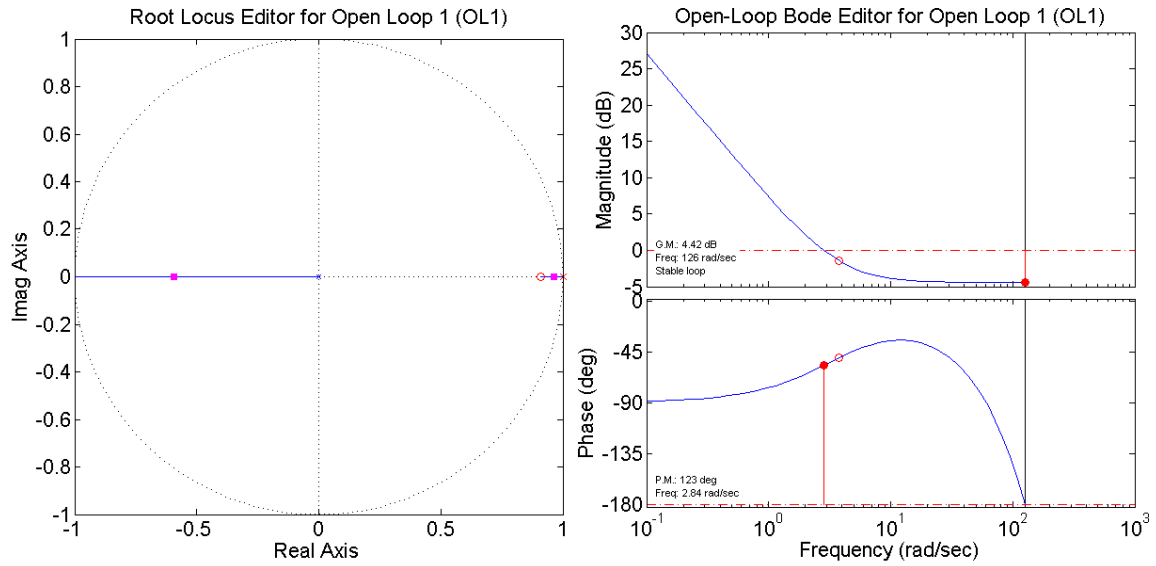 Root Locus Editor for Open Loop 1 (OL1)
1
0.8
0.6
0.4
0.2
0
-0.2
-0.4
-0.6
-0.8
-1
Imag Axis
-1
-0.5
0
0.5
1
Real Axis
Open-Loop Bode Editor for Open Loop 1 (OL1)
30
25
20
15
10
5
0
-5
Magnitude (dB)
G.M.: 4.42 dB
Freq: 126 rad/sec
Stable loop
0
-45
-90
-135
-180
Phase (deg)
P.M.: 123 deg
Freq: 2.84 rad/sec
10^-1
10^0
10^1
10^2
10^3
Frequency (rad/sec)